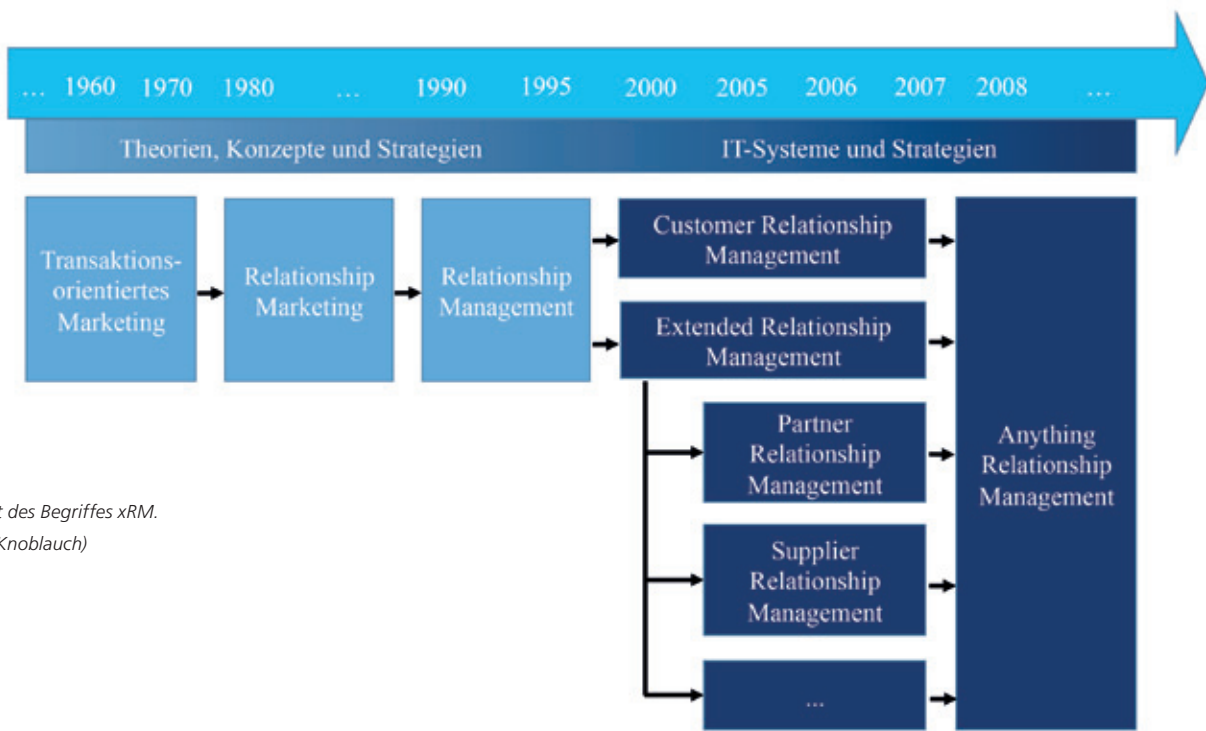 … 1960 1970 1980 … 1990 1995 2000 2005 2006 2007 2008 …
Theorien, Konzepte und Strategien
IT-Systeme und Strategien
Transaktions-
orientiertes
Marketing
Relationship
Marketing
Relationship
Management
Customer Relationship
Management
Extended Relationship
Management
Partner
Relationship
Management
Supplier
Relationship
Management
...
Anything
Relationship
Management
des Begriffes xRM.
Knoblauch)